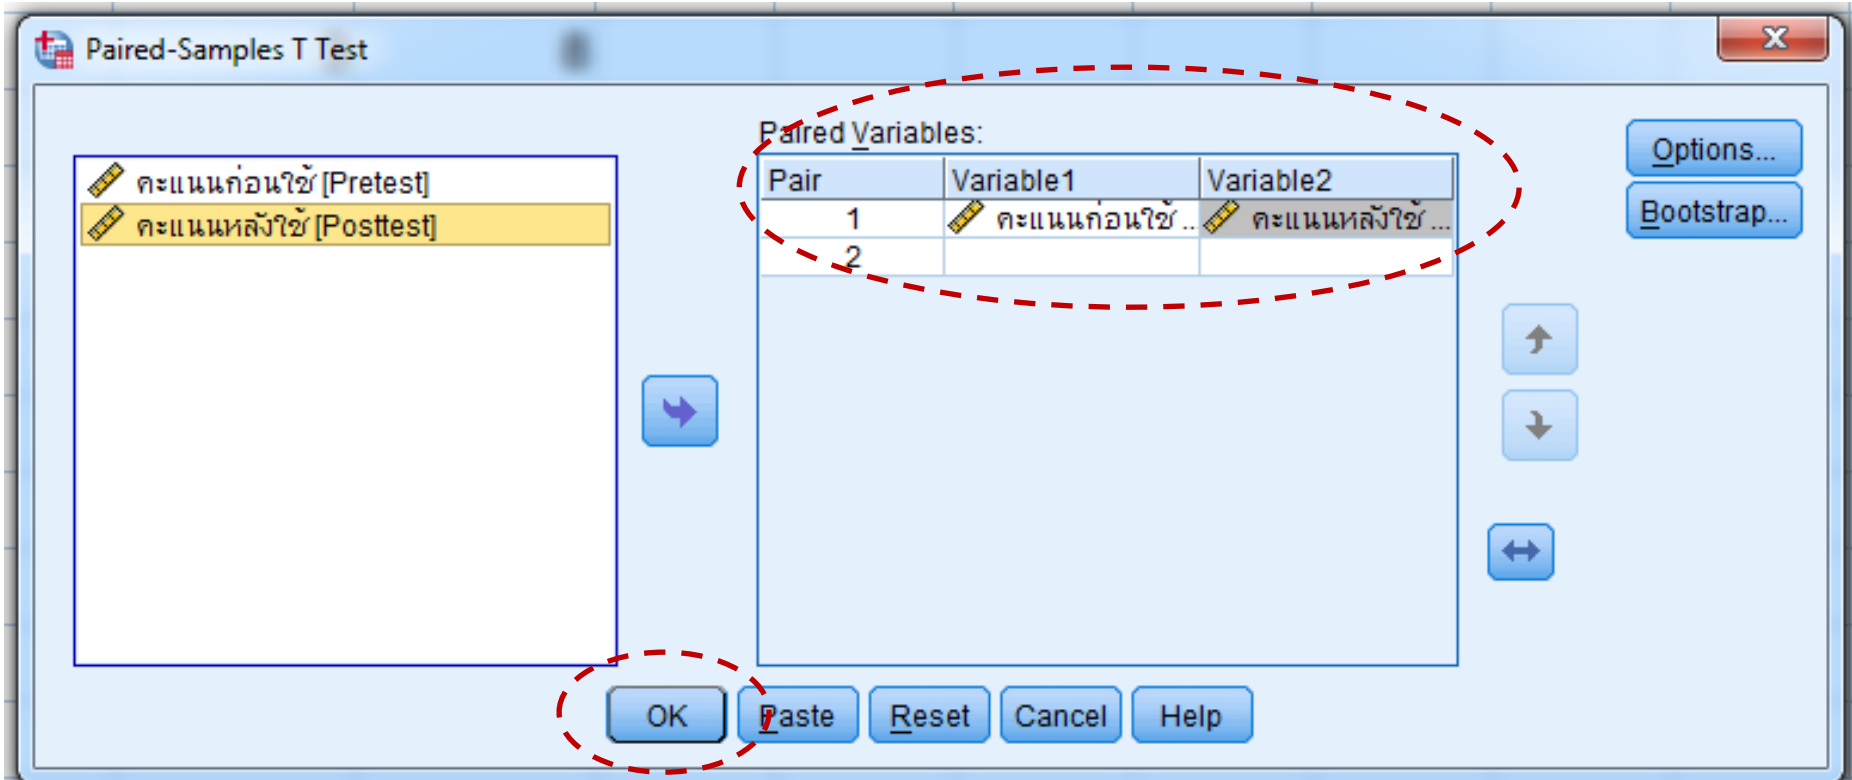 Paired-Samples T Test
Paired Variables:
Options...
คะแนนก่อนใช้ [Pretest]
Pair Variable1 Variable2
คะแนนหลังใช้ [Posttest]
1 คะแนนก่อนใช้ ... คะแนนหลังใช้ ...
Bootstrap...
2
OK Paste Reset Cancel Help